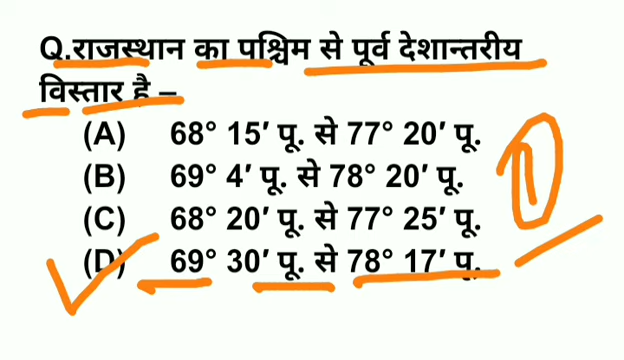 Q.राजस्थान का पश्चिम से पूर्व देशान्तरीय
विस्तार है –
(A) 68° 15′ पू. से 77° 20′ पू.
(B) 69° 4′ पू. से 78° 20′ पू.
(C) 68° 20′ पू. से 77° 25′ पू.
(D) 69° 30′ पू. से 78° 17′ पू.